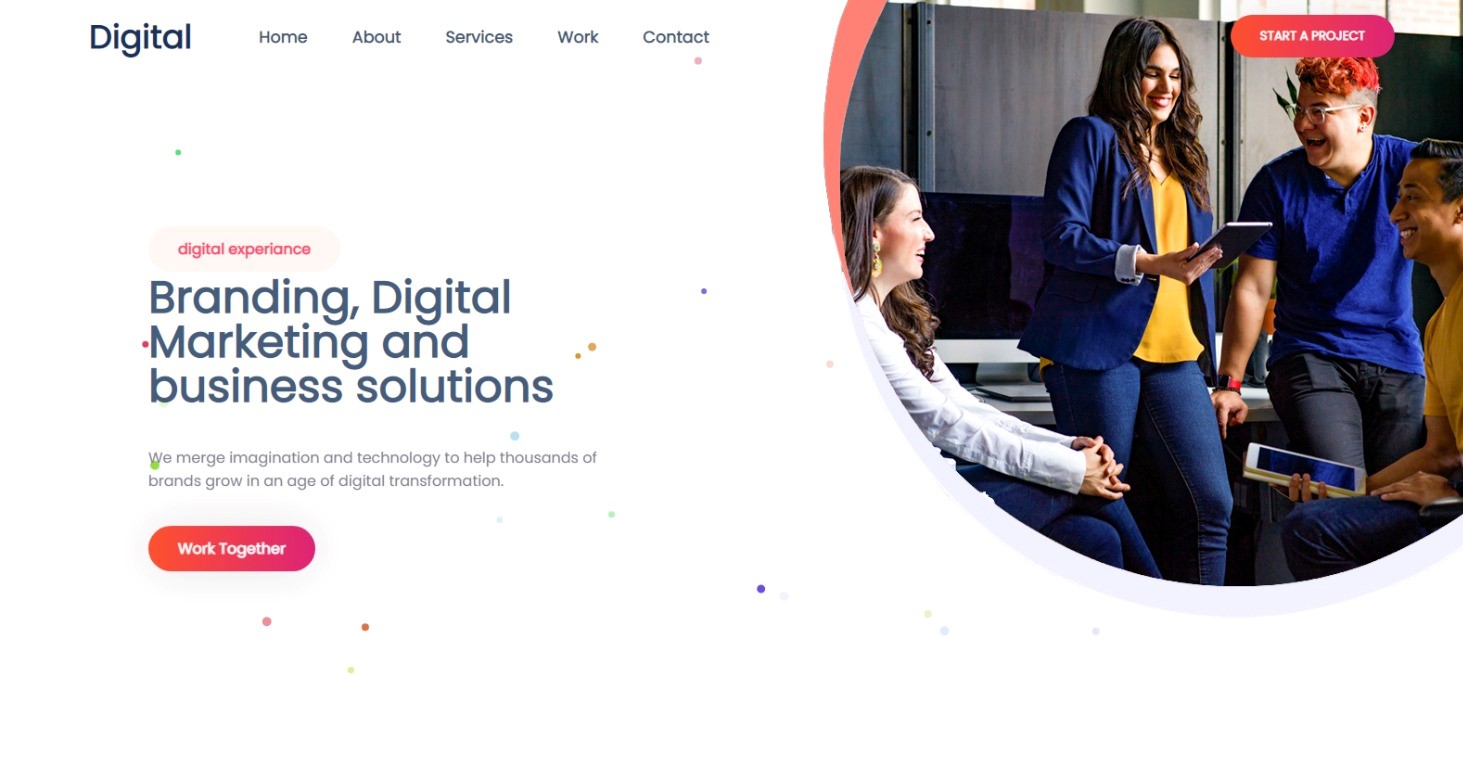 Digital
Home About Services Work Contact
START A PROJECT
digital experiance
Branding, Digital
Marketing and
business solutions
We merge imagination and technology to help thousands of
brands grow in an age of digital transformation.
Work Together